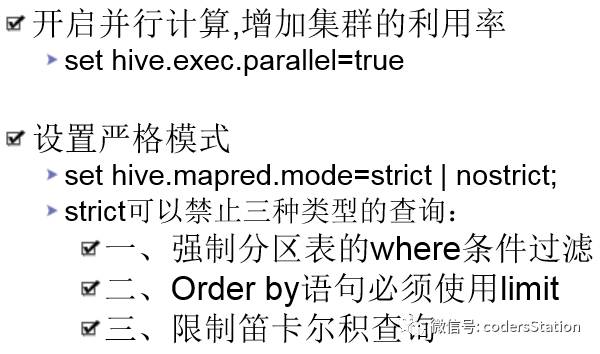 开启并行计算,增加集群的利用率
set hive.exec.parallel=true
设置严格模式
set hive.mapred.mode=strict | nostrict;
strict可以禁止三种类型的查询：
一、强制分区表的where条件过滤
二、Order by语句必须使用limit
三、限制笛卡尔积查询
微信号: codersStation